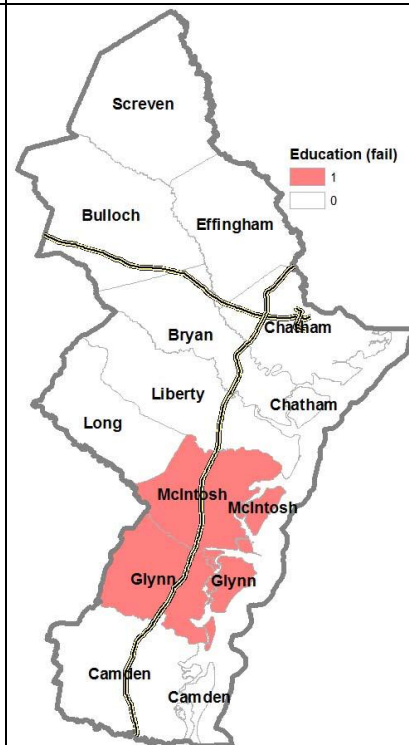 Screven
Education (fail)
1
0
Bulloch
Effingham
Bryan
Chatham
Liberty
Chatham
Long
McIntosh
McIntosh
Glynn
Glynn
Camden
Camden